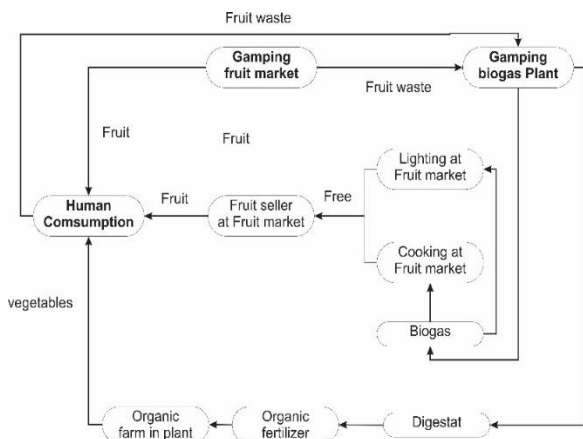 Fruit waste
Gamping
fruit market
Gamping
biogas Plant
Fruit waste
Fruit
Fruit
Lighting at
Fruit market
Human
Comsumption
Fruit
Fruit seller
at Fruit market
Free
Cooking at
Fruit market
vegetables
Biogas
Organic
farm in plant
Organic
fertilizer
Digestat